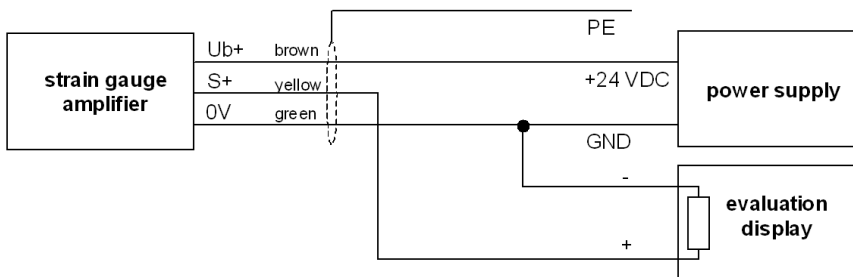 PE
Ub+ brown
strain gauge
amplifier
S+ yellow
+24 VDC
power supply
0V green
GND
-
evaluation
display
+